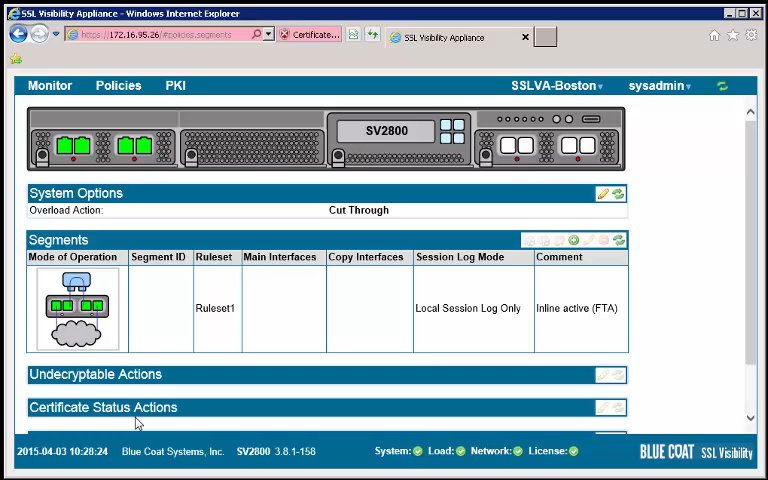 SSL Visibility Appliance - Windows Internet Explorer
https://172.16.95.26/#policies.segments
Certificate...
SSL Visibility Appliance
Monitor Policies PKI SSLVA-Boston sysadmin
SV2800
System Options
Overload Action: Cut Through
Segments
Mode of Operation Segment ID Ruleset Main Interfaces Copy Interfaces Session Log Mode Comment
Ruleset1 Local Session Log Only Inline active (FTA)
Undecryptable Actions
Certificate Status Actions
2015-04-03 10:28:24 Blue Coat Systems, Inc. SV2800 3.8.1-158 System: Load: Network: License: BLUE COAT SSL Visibility